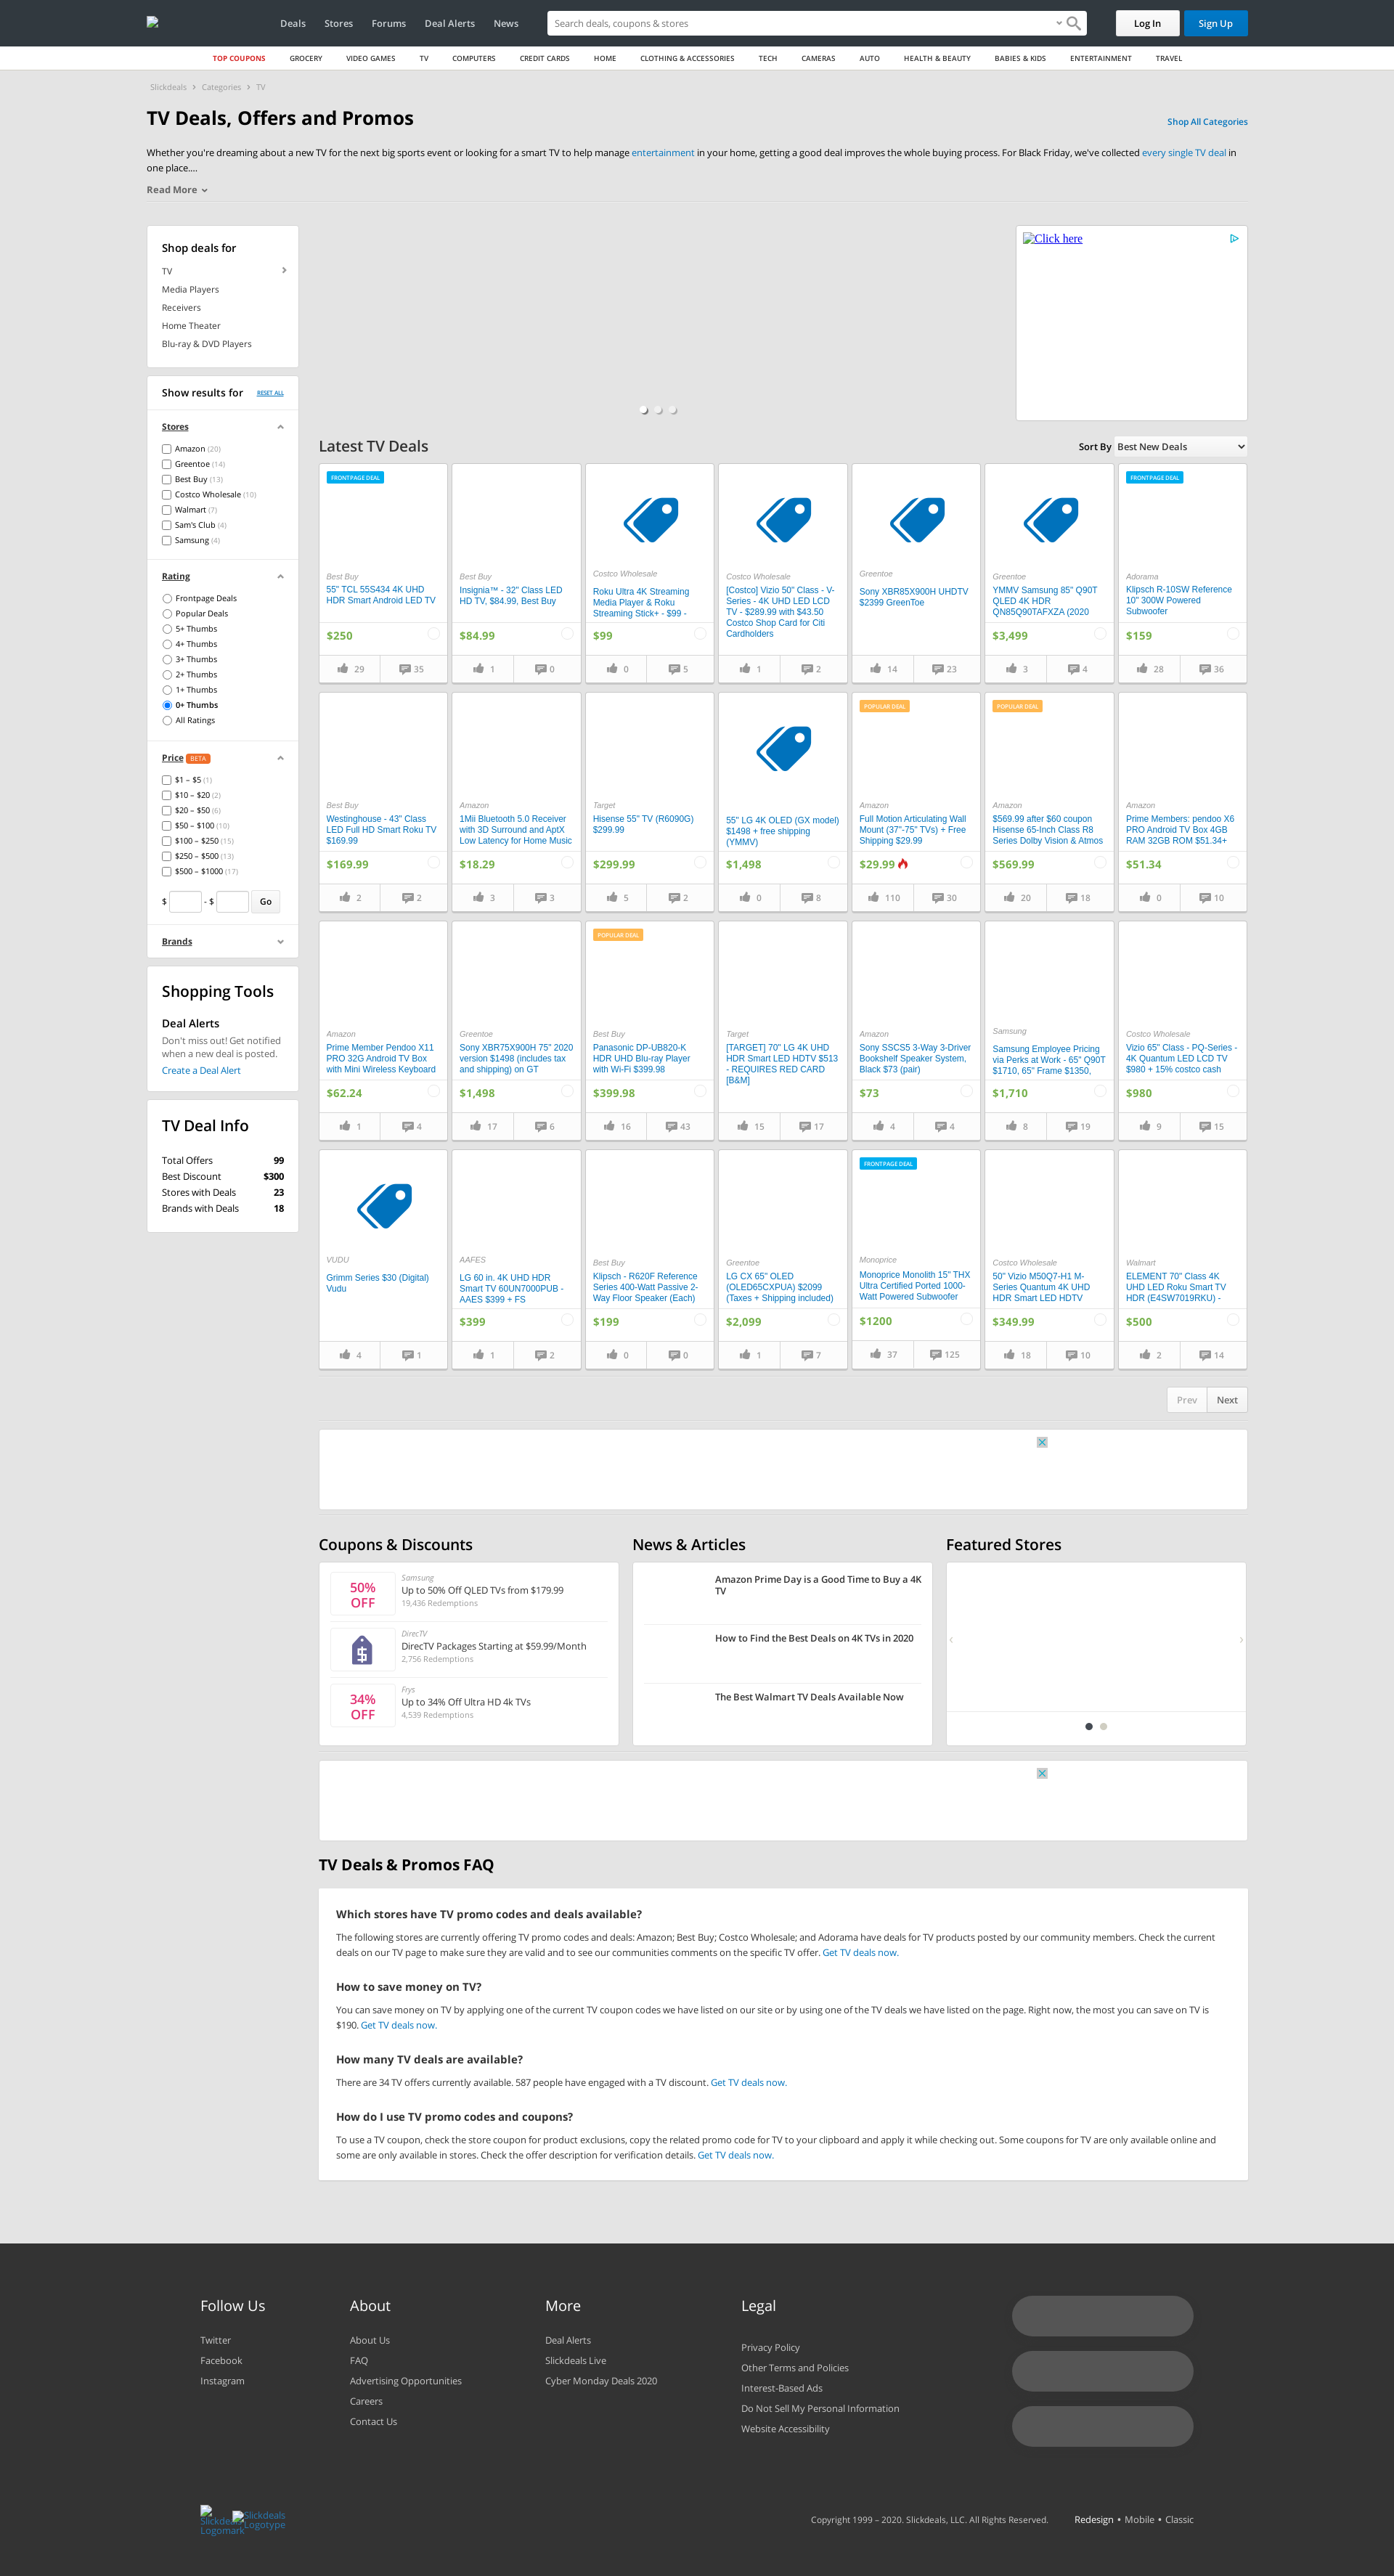 Deals Stores Forums Deal Alerts News
Search deals, coupons & stores
Log In
Sign Up
TOP COUPONS GROCERY VIDEO GAMES TV COMPUTERS CREDIT CARDS HOME CLOTHING & ACCESSORIES TECH CAMERAS AUTO HEALTH & BEAUTY BABIES & KIDS ENTERTAINMENT TRAVEL
Slickdeals › Categories › TV
TV Deals, Offers and Promos
Shop All Categories
Whether you're dreaming about a new TV for the next big sports event or looking for a smart TV to help manage entertainment in your home, getting a good deal improves the whole buying process. For Black Friday, we've collected every single TV deal in
one place....
Read More
Shop deals for
TV
Media Players
Receivers
Home Theater
Blu-ray & DVD Players
Click here
Show results for
RESET ALL
Stores
Amazon (20)
Greentoe (14)
Best Buy (13)
Costco Wholesale (10)
Walmart (7)
Sam's Club (4)
Samsung (4)
Rating
Frontpage Deals
Popular Deals
5+ Thumbs
4+ Thumbs
3+ Thumbs
2+ Thumbs
1+ Thumbs
0+ Thumbs
All Ratings
Price BETA
$1 – $5 (1)
$10 – $20 (2)
$20 – $50 (6)
$50 – $100 (10)
$100 – $250 (15)
$250 – $500 (13)
$500 – $1000 (17)
$ - $ Go
Brands
Shopping Tools
Deal Alerts
Don't miss out! Get notified
when a new deal is posted.
Create a Deal Alert
TV Deal Info
Total Offers 99
Best Discount $300
Stores with Deals 23
Brands with Deals 18
Latest TV Deals
Sort By Best New Deals
FRONTPAGE DEAL
Best Buy
55" TCL 55S434 4K UHD
HDR Smart Android LED TV
$250
29 35
Best Buy
Insignia™ - 32" Class LED
HD TV, $84.99, Best Buy
$84.99
1 0
Costco Wholesale
Roku Ultra 4K Streaming
Media Player & Roku
Streaming Stick+ - $99 -
$99
0 5
Costco Wholesale
[Costco] Vizio 50" Class - V-
Series - 4K UHD LED LCD
TV - $289.99 with $43.50
Costco Shop Card for Citi
Cardholders
1 2
Greentoe
Sony XBR85X900H UHDTV
$2399 GreenToe
14 23
Greentoe
YMMV Samsung 85" Q90T
QLED 4K HDR
QN85Q90TAFXZA (2020
$3,499
3 4
FRONTPAGE DEAL
Adorama
Klipsch R-10SW Reference
10" 300W Powered
Subwoofer
$159
28 36
Best Buy
Westinghouse - 43" Class
LED Full HD Smart Roku TV
$169.99
$169.99
2 2
Amazon
1Mii Bluetooth 5.0 Receiver
with 3D Surround and AptX
Low Latency for Home Music
$18.29
3 3
Target
Hisense 55" TV (R6090G)
$299.99
$299.99
5 2
55" LG 4K OLED (GX model)
$1498 + free shipping
(YMMV)
$1,498
0 8
POPULAR DEAL
Amazon
Full Motion Articulating Wall
Mount (37"-75" TVs) + Free
Shipping $29.99
$29.99
110 30
POPULAR DEAL
Amazon
$569.99 after $60 coupon
Hisense 65-Inch Class R8
Series Dolby Vision & Atmos
$569.99
20 18
Amazon
Prime Members: pendoo X6
PRO Android TV Box 4GB
RAM 32GB ROM $51.34+
$51.34
0 10
Amazon
Prime Member Pendoo X11
PRO 32G Android TV Box
with Mini Wireless Keyboard
$62.24
1 4
Greentoe
Sony XBR75X900H 75" 2020
version $1498 (includes tax
and shipping) on GT
$1,498
17 6
POPULAR DEAL
Best Buy
Panasonic DP-UB820-K
HDR UHD Blu-ray Player
with Wi-Fi $398.98
$398.98
16 43
Target
[TARGET] 70" LG 4K UHD
HDR Smart LED HDTV $513
- REQUIRES RED CARD
[B&M]
15 17
Amazon
Sony SSCS5 3-Way 3-Driver
Bookshelf Speaker System,
Black $73 (pair)
$73
4 4
Samsung
Samsung Employee Pricing
via Perks at Work - 65" Q90T
$1710, 65" Frame $1350,
$1,710
8 19
Costco Wholesale
Vizio 65" Class - PQ-Series -
4K Quantum LED LCD TV
$980 + 15% costco cash
$980
9 15
VUDU
Grimm Series $30 (Digital)
Vudu
4 1
AAFES
LG 60 in. 4K UHD HDR
Smart TV 60UN7000PUB -
AAES $399 + FS
$399
1 2
Best Buy
Klipsch - R620F Reference
Series 400-Watt Passive 2-
Way Floor Speaker (Each)
$199
0 0
Greentoe
LG CX 65" OLED
(OLED65CXPUA) $2099
(Taxes + Shipping included)
$2,099
1 7
FRONTPAGE DEAL
Monoprice
Monoprice Monolith 15" THX
Ultra Certified Ported 1000-
Watt Powered Subwoofer
$1200
37 125
Costco Wholesale
50" Vizio M50Q7-H1 M-
Series Quantum 4K UHD
HDR Smart LED HDTV
$349.99
18 10
Walmart
ELEMENT 70" Class 4K
UHD LED Roku Smart TV
HDR (E4SW7019RKU) -
$500
2 14
Prev Next
Coupons & Discounts
50%
OFF
Samsung
Up to 50% Off QLED TVs from $179.99
19,436 Redemptions
DirecTV
DirecTV Packages Starting at $59.99/Month
2,756 Redemptions
34%
OFF
Frys
Up to 34% Off Ultra HD 4k TVs
4,539 Redemptions
News & Articles
Amazon Prime Day is a Good Time to Buy a 4K
TV
How to Find the Best Deals on 4K TVs in 2020
The Best Walmart TV Deals Available Now
Featured Stores
TV Deals & Promos FAQ
Which stores have TV promo codes and deals available?
The following stores are currently offering TV promo codes and deals: Amazon; Best Buy; Costco Wholesale; and Adorama have deals for TV products posted by our community members. Check the current
deals on our TV page to make sure they are valid and to see our communities comments on the specific TV offer. Get TV deals now.
How to save money on TV?
You can save money on TV by applying one of the current TV coupon codes we have listed on our site or by using one of the TV deals we have listed on the page. Right now, the most you can save on TV is
$190. Get TV deals now.
How many TV deals are available?
There are 34 TV offers currently available. 587 people have engaged with a TV discount. Get TV deals now.
How do I use TV promo codes and coupons?
To use a TV coupon, check the store coupon for product exclusions, copy the related promo code for TV to your clipboard and apply it while checking out. Some coupons for TV are only available online and
some are only available in stores. Check the offer description for verification details. Get TV deals now.
Follow Us
Twitter
Facebook
Instagram
About
About Us
FAQ
Advertising Opportunities
Careers
Contact Us
More
Deal Alerts
Slickdeals Live
Cyber Monday Deals 2020
Legal
Privacy Policy
Other Terms and Policies
Interest-Based Ads
Do Not Sell My Personal Information
Website Accessibility
Slickdeals
Logomark
Slickdeals
Logotype
Copyright 1999 – 2020. Slickdeals, LLC. All Rights Reserved.
Redesign • Mobile • Classic